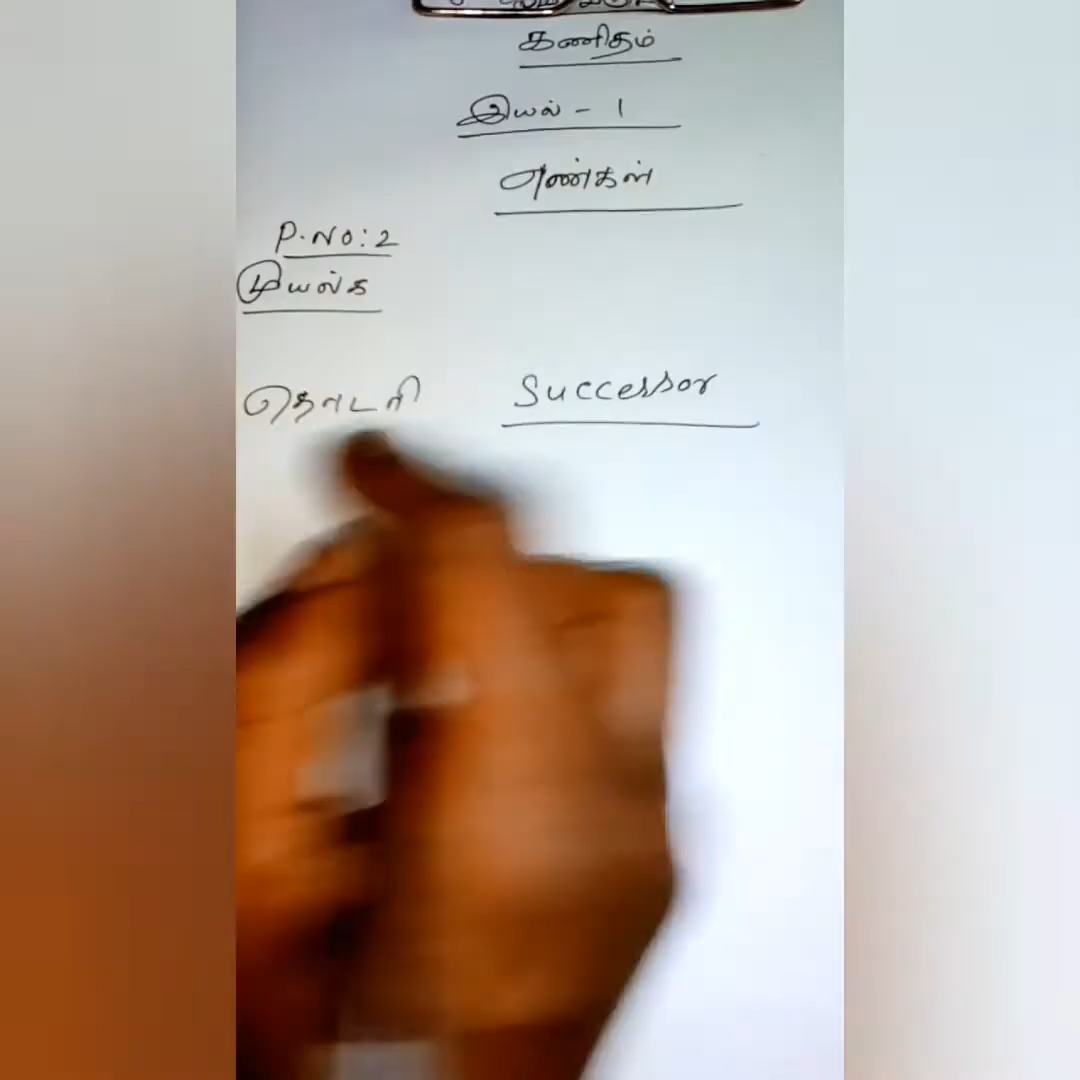 கணிதம்
இயல் - 1
எண்கள்
P.NO:2
முயல்க
தொடரி Successor